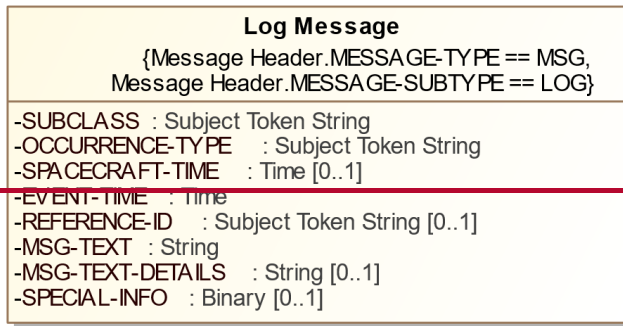 Log Message
{Message Header.MESSAGE-TYPE == MSG,
Message Header.MESSAGE-SUBTYPE == LOG}
-SUBCLASS : Subject Token String
-OCCURRENCE-TYPE : Subject Token String
-SPACECRAFT-TIME : Time [0..1]
-EVENT-TIME : Time
-REFERENCE-ID : Subject Token String [0..1]
-MSG-TEXT : String
-MSG-TEXT-DETAILS : String [0..1]
-SPECIAL-INFO : Binary [0..1]